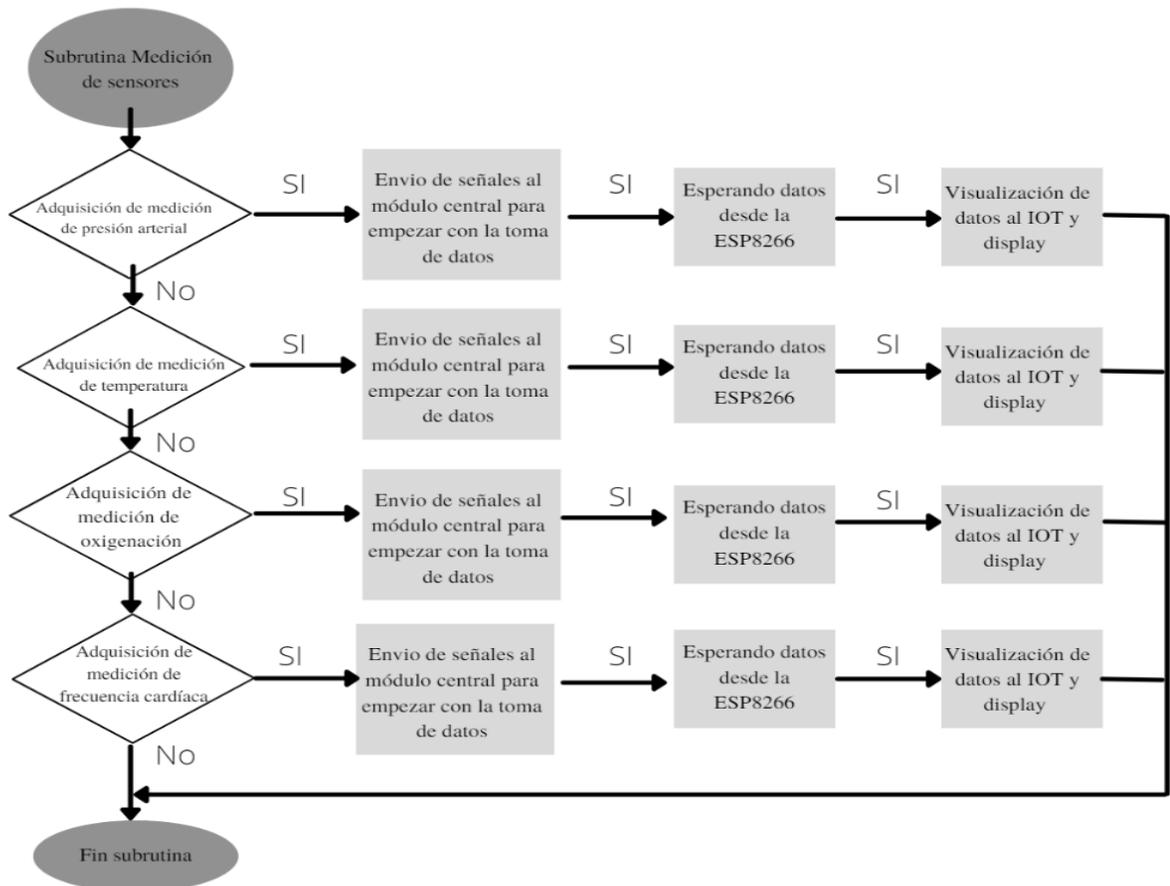 Subrutina Medición
de sensores
Adquisición de medición
de presión arterial
SI
Envio de señales al
módulo central para
empezar con la toma
de datos
SI
Esperando datos
desde la
ESP8266
SI
Visualización de
datos al IOT y
display
No
Adquisición de medición
de temperatura
SI
Envio de señales al
módulo central para
empezar con la toma
de datos
SI
Esperando datos
desde la
ESP8266
SI
Visualización de
datos al IOT y
display
No
Adquisición de
medición de
oxigenación
SI
Envio de señales al
módulo central para
empezar con la toma
de datos
SI
Esperando datos
desde la
ESP8266
SI
Visualización de
datos al IOT y
display
No
Adquisición de
medición de
frecuencia cardíaca
SI
Envio de señales al
módulo central para
empezar con la toma
de datos
SI
Esperando datos
desde la
ESP8266
SI
Visualización de
datos al IOT y
display
No
Fin subrutina